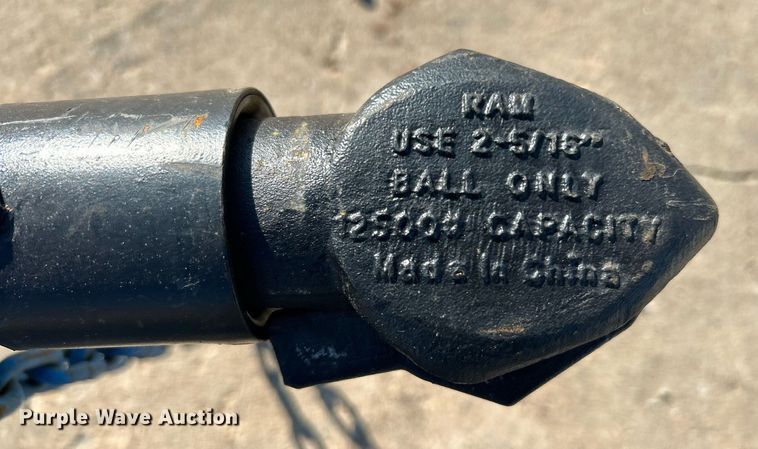 RAM
USE 2-5/16"
BALL ONLY
12500# CAPACITY
Made In China
Purple Wave Auction